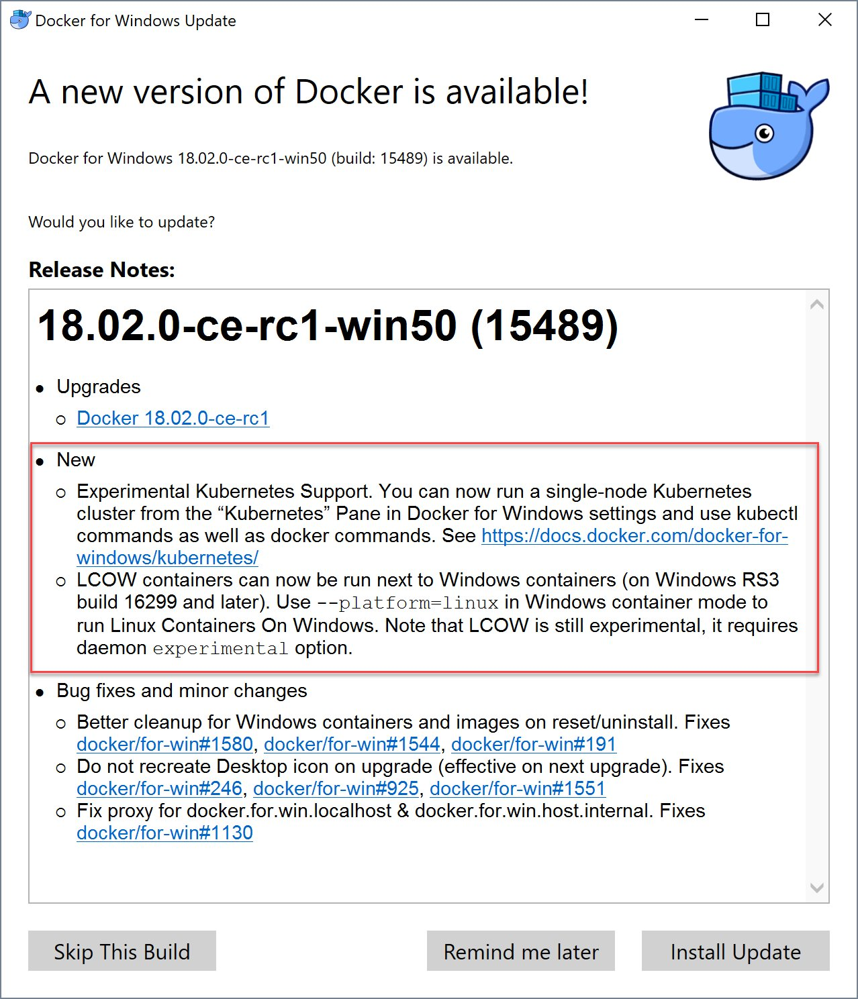 Docker for Windows Update
A new version of Docker is available!
Docker for Windows 18.02.0-ce-rc1-win50 (build: 15489) is available.
Would you like to update?
Release Notes:
18.02.0-ce-rc1-win50 (15489)
● Upgrades
○ Docker 18.02.0-ce-rc1
● New
○ Experimental Kubernetes Support. You can now run a single-node Kubernetes
cluster from the “Kubernetes” Pane in Docker for Windows settings and use kubectl
commands as well as docker commands. See https://docs.docker.com/docker-for-
windows/kubernetes/
○ LCOW containers can now be run next to Windows containers (on Windows RS3
build 16299 and later). Use --platform=linux in Windows container mode to
run Linux Containers On Windows. Note that LCOW is still experimental, it requires
daemon experimental option.
● Bug fixes and minor changes
○ Better cleanup for Windows containers and images on reset/uninstall. Fixes
docker/for-win#1580, docker/for-win#1544, docker/for-win#191
○ Do not recreate Desktop icon on upgrade (effective on next upgrade). Fixes
docker/for-win#246, docker/for-win#925, docker/for-win#1551
○ Fix proxy for docker.for.win.localhost & docker.for.win.host.internal. Fixes
docker/for-win#1130
Skip This Build
Remind me later
Install Update